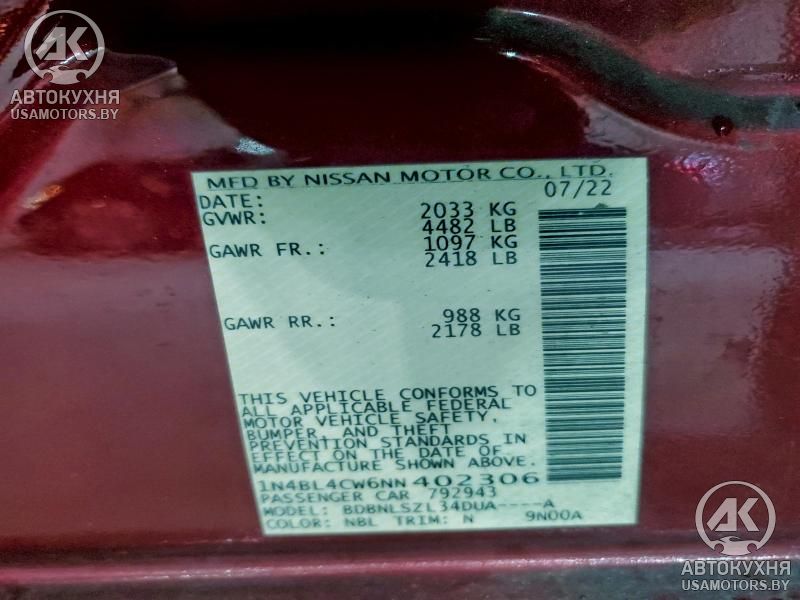 AK
АВТОКУХНЯ
USAMOTORS.BY
MFD BY NISSAN MOTOR CO., LTD.
DATE: 07/22
GVWR: 2033 KG
4482 LB
GAWR FR.: 1097 KG
2418 LB
GAWR RR.: 988 KG
2178 LB
THIS VEHICLE CONFORMS TO
ALL APPLICABLE FEDERAL
MOTOR VEHICLE SAFETY,
BUMPER, AND THEFT
PREVENTION STANDARDS IN
EFFECT ON THE DATE OF
MANUFACTURE SHOWN ABOVE.
1N4BL4CW6NN402306
PASSENGER CAR 792943
MODEL: BDBNLSZL34DUA----A
COLOR: NBL TRIM: N 9N00A
AK
АВТОКУХНЯ
USAMOTORS.BY